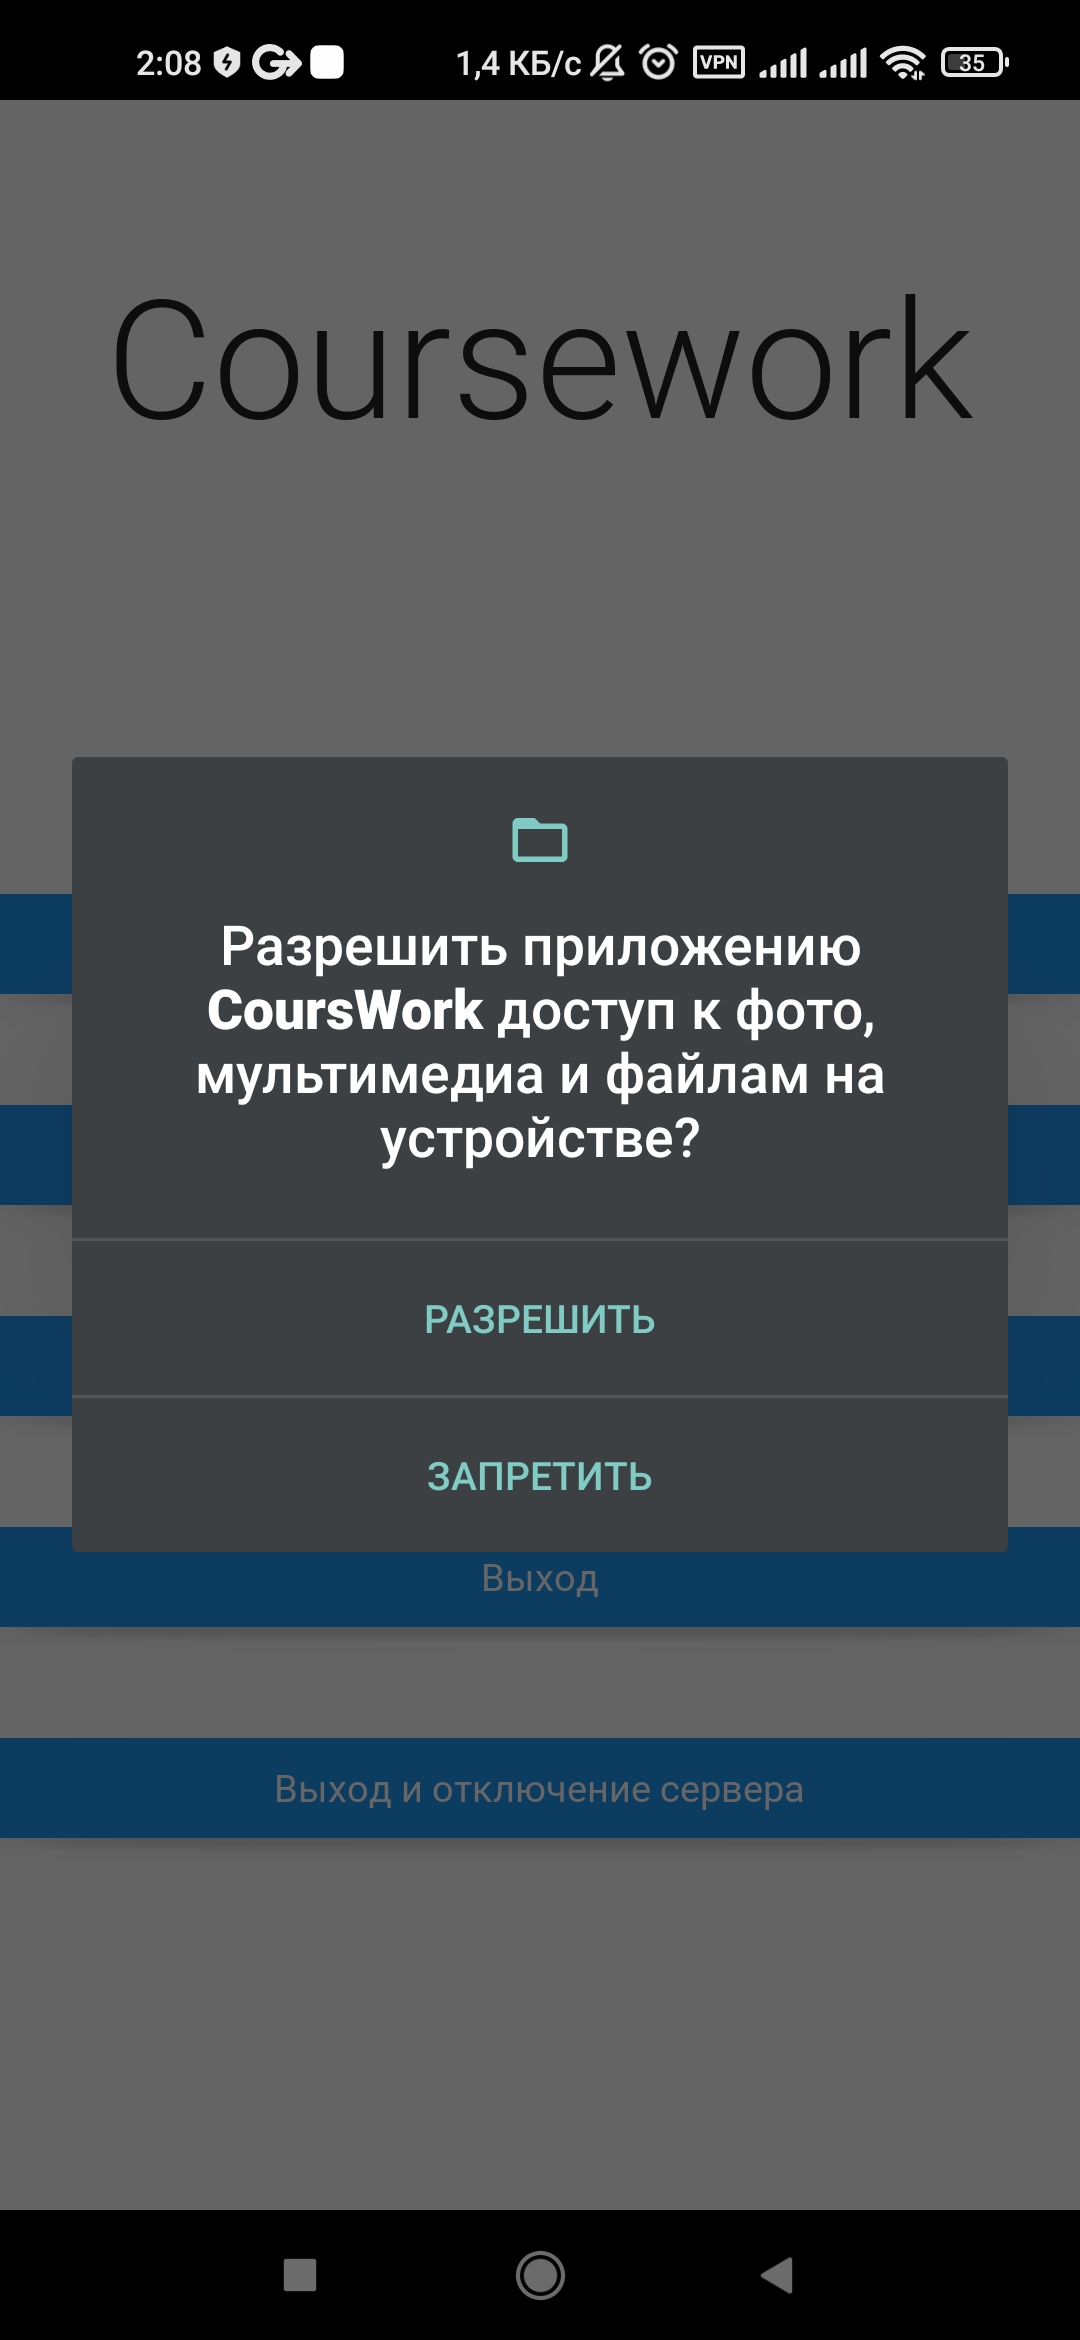 2:08 1,4 КБ/с VPN 35
Coursework
Разрешить приложению
CoursWork доступ к фото,
мультимедиа и файлам на
устройстве?
РАЗРЕШИТЬ
ЗАПРЕТИТЬ
Выход
Выход и отключение сервера